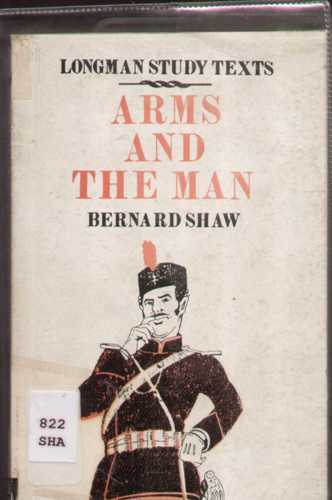 LONGMAN STUDY TEXTS
ARMS
AND
THE MAN
BERNARD SHAW
822
SHA